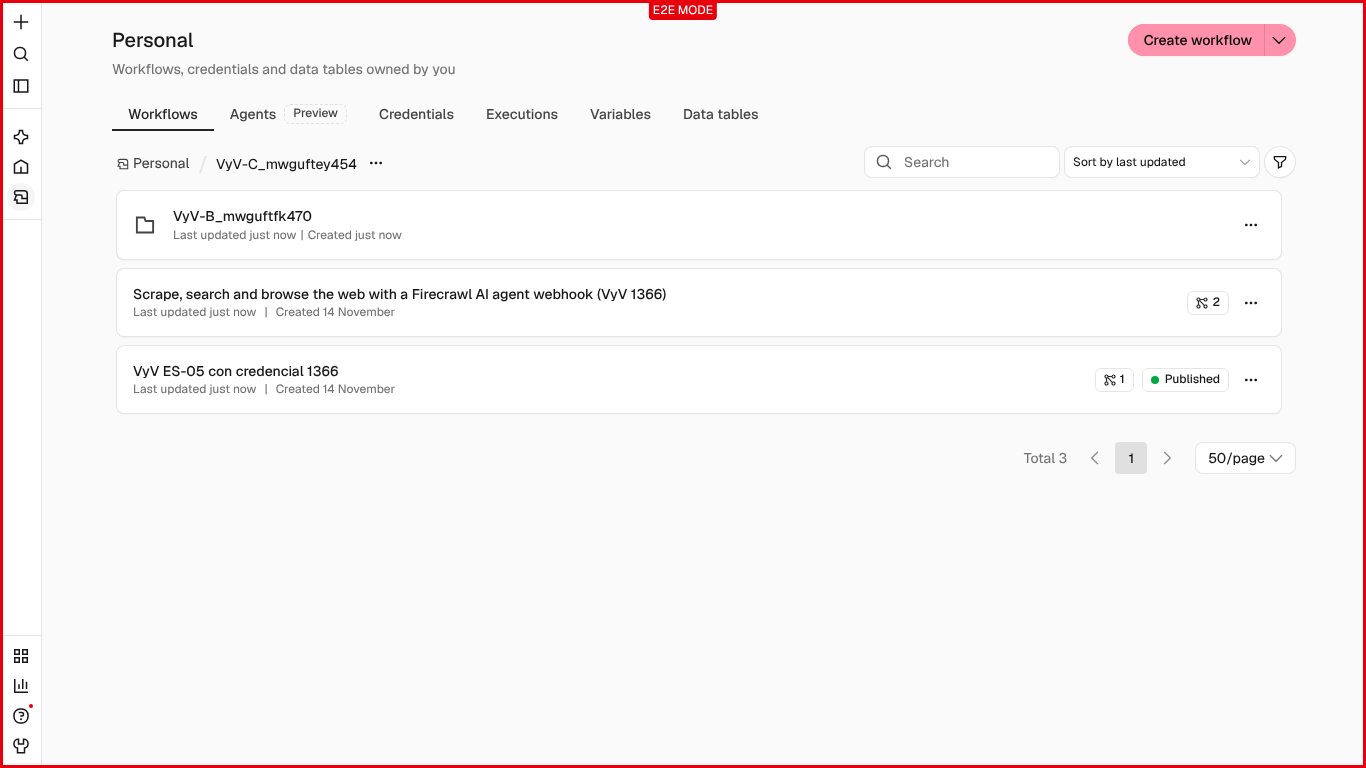 E2E MODE
Personal
Create workflow
Workflows, credentials and data tables owned by you
Workflows Agents Preview Credentials Executions Variables Data tables
Personal / VyV-C_mwguftey454 ···
Search
Sort by last updated
VyV-B_mwguftfk470
Last updated just now | Created just now
Scrape, search and browse the web with a Firecrawl AI agent webhook (VyV 1366)
Last updated just now | Created 14 November
2
VyV ES-05 con credencial 1366
Last updated just now | Created 14 November
1
Published
Total 3
1
50/page